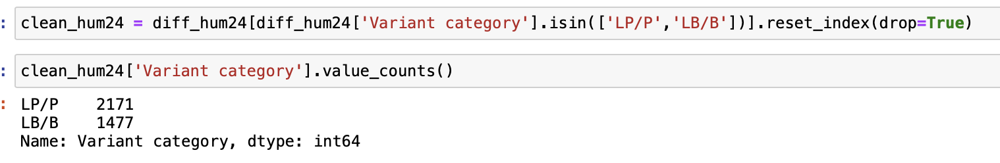 : clean_hum24 = diff_hum24[diff_hum24['Variant category'].isin(['LP/P','LB/B'])].reset_index(drop=True)
: clean_hum24['Variant category'].value_counts()
: LP/P    2171
LB/B    1477
Name: Variant category, dtype: int64